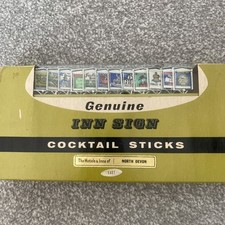 Genuine
INN SIGN
COCKTAIL STICKS
NORTH DEVON